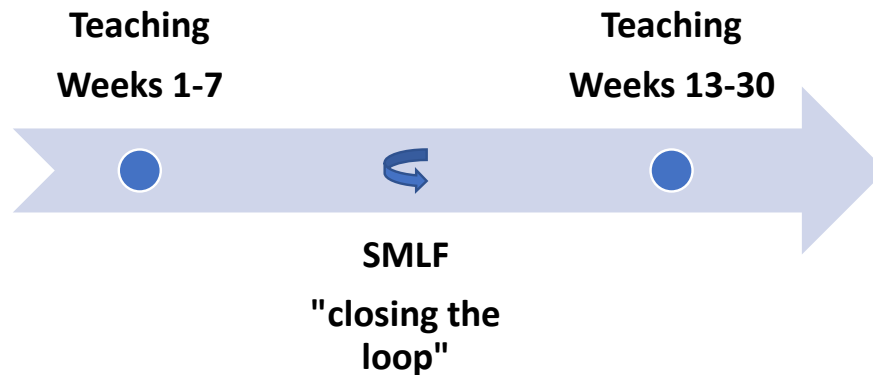 Teaching
Weeks 1-7
Teaching
Weeks 13-30
SMLF
"closing the
loop"